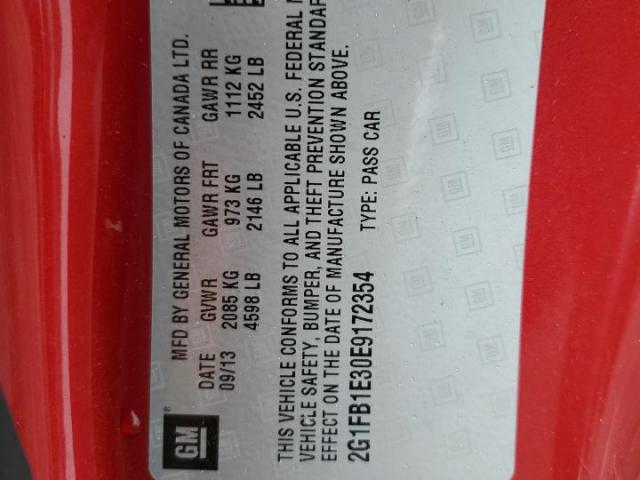 GM®
MFD BY GENERAL MOTORS OF CANADA LTD.
DATE GVWR GAWR FRT GAWR RR
09/13 2085 KG 973 KG 1112 KG
4598 LB 2146 LB 2452 LB
THIS VEHICLE CONFORMS TO ALL APPLICABLE U.S. FEDERAL
VEHICLE SAFETY, BUMPER, AND THEFT PREVENTION
EFFECT ON THE DATE OF MANUFACTURE SHOWN ABOVE.
2G1FB1E30E9172354 TYPE: PASS CAR